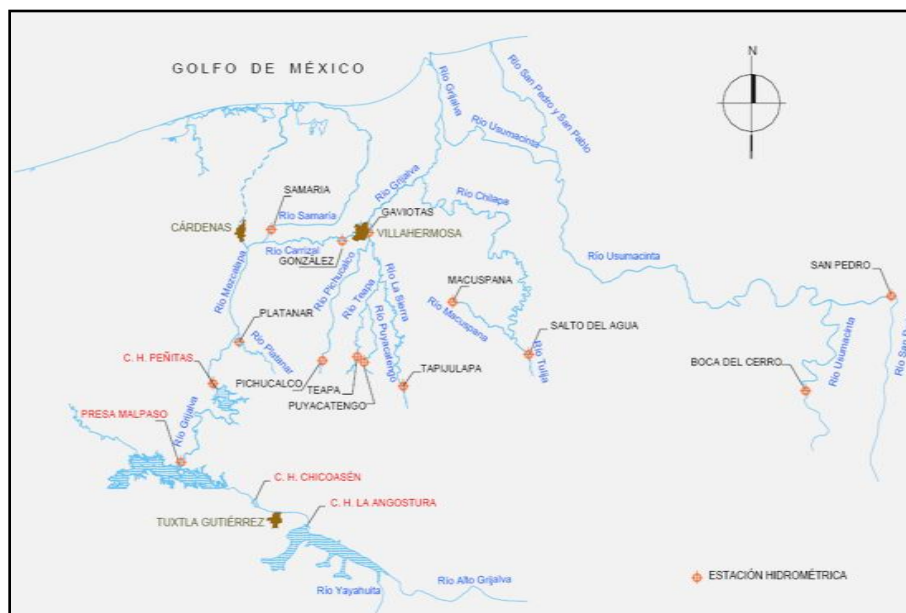 GOLFO DE MÉXICO
N
Río Grijalva
Río San Pedro y San Pablo
Río Usumacinta
Río Grijalva
SAMARIA
Río Samaria
Río Chilapa
CÁRDENAS
GAVIOTAS
VILLAHERMOSA
Río Carrizal
GONZÁLEZ
Río Usumacinta
SAN PEDRO
Río Mezcalapa
Río Pichucalco
Río Teapa
Río La Sierra
Río Puyacatengo
MACUSPANA
Río Macuspana
PLATANAR
Río Platanar
SALTO DEL AGUA
Río Tulija
Río Usumacinta
C. H. PEÑITAS
PICHUCALCO
TEAPA
PUYACATENGO
TAPIJULAPA
BOCA DEL CERRO
Río San
PRESA MALPASO
Río Grijalva
C. H. CHICOASÉN
C. H. LA ANGOSTURA
TUXTLA GUTIÉRREZ
Río Yayahuita
Río Alto Grijalva
ESTACIÓN HIDROMÉTRICA